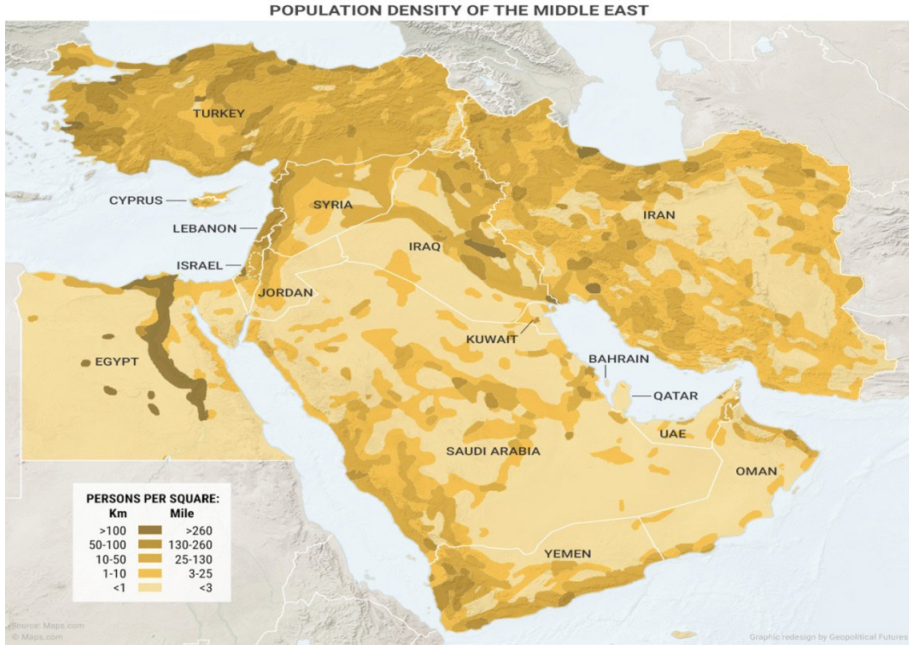 POPULATION DENSITY OF THE MIDDLE EAST
TURKEY
CYPRUS
SYRIA
LEBANON
IRAN
IRAQ
ISRAEL
JORDAN
KUWAIT
EGYPT
BAHRAIN
QATAR
UAE
SAUDI ARABIA
OMAN
YEMEN
PERSONS PER SQUARE:
Km Mile
>100 >260
50-100 130-260
10-50 25-130
1-10 3-25
<1 <3
Source: Maps.com
© Maps.com
Graphic redesign by Geopolitical Futures